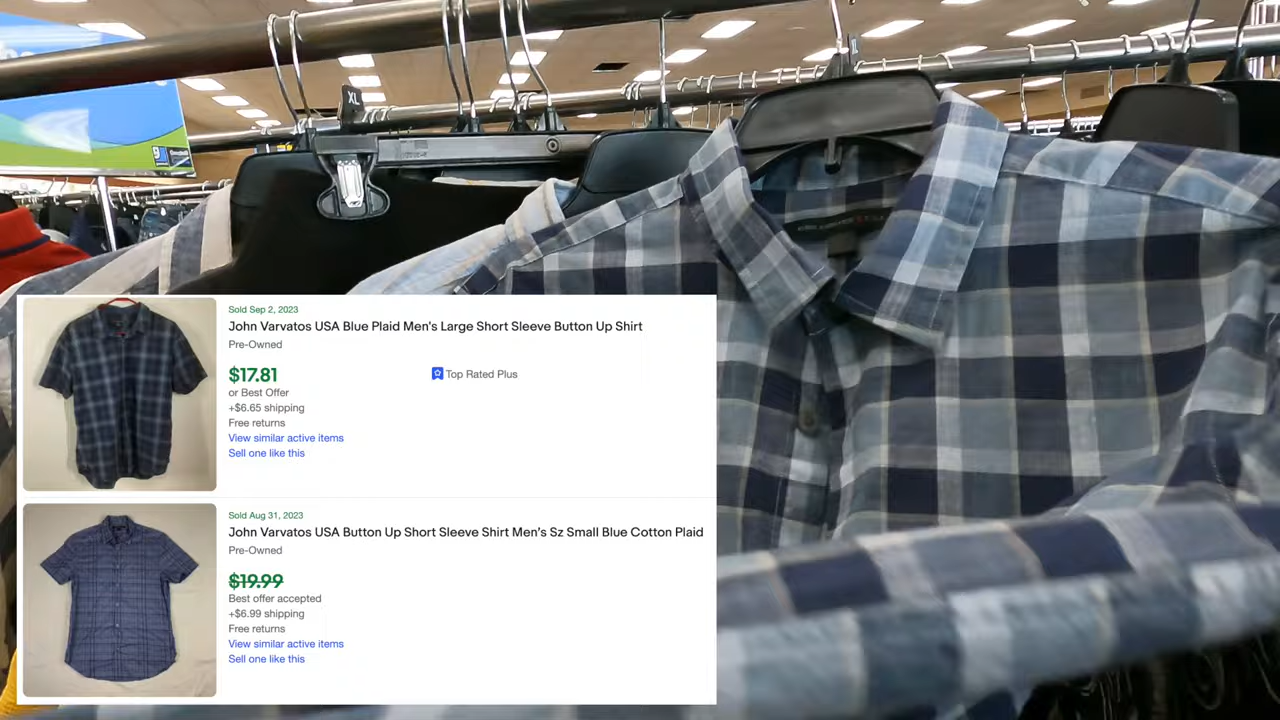 XL
Sold Sep 2, 2023
John Varvatos USA Blue Plaid Men's Large Short Sleeve Button Up Shirt
Pre-Owned
$17.81
Top Rated Plus
or Best Offer
+$6.65 shipping
Free returns
View similar active items
Sell one like this
Sold Aug 31, 2023
John Varvatos USA Button Up Short Sleeve Shirt Men's Sz Small Blue Cotton Plaid
Pre-Owned
$19.99
Best offer accepted
+$6.99 shipping
Free returns
View similar active items
Sell one like this